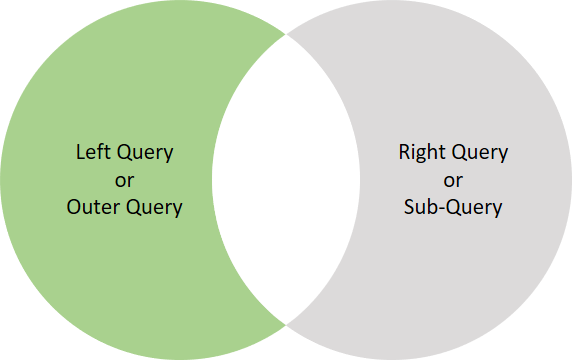 Left Query
or
Outer Query
Right Query
or
Sub-Query